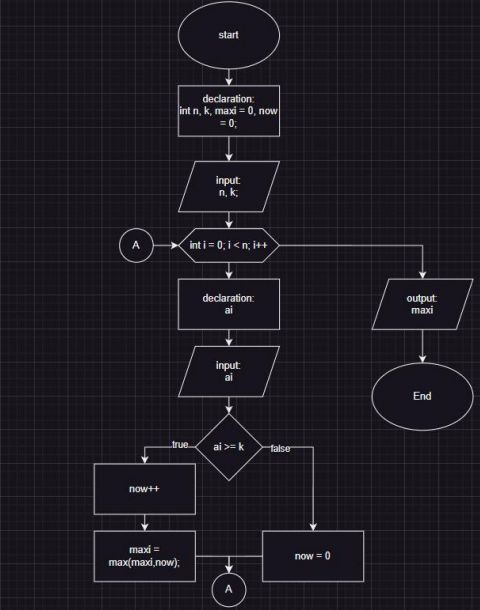 start
declaration:
int n, k, maxi = 0, now
= 0;
input:
n, k;
A
int i = 0; i < n; i++
declaration:
ai
output:
maxi
input:
ai
End
true
ai >= k
false
now++
maxi =
max(maxi,now);
now = 0
A